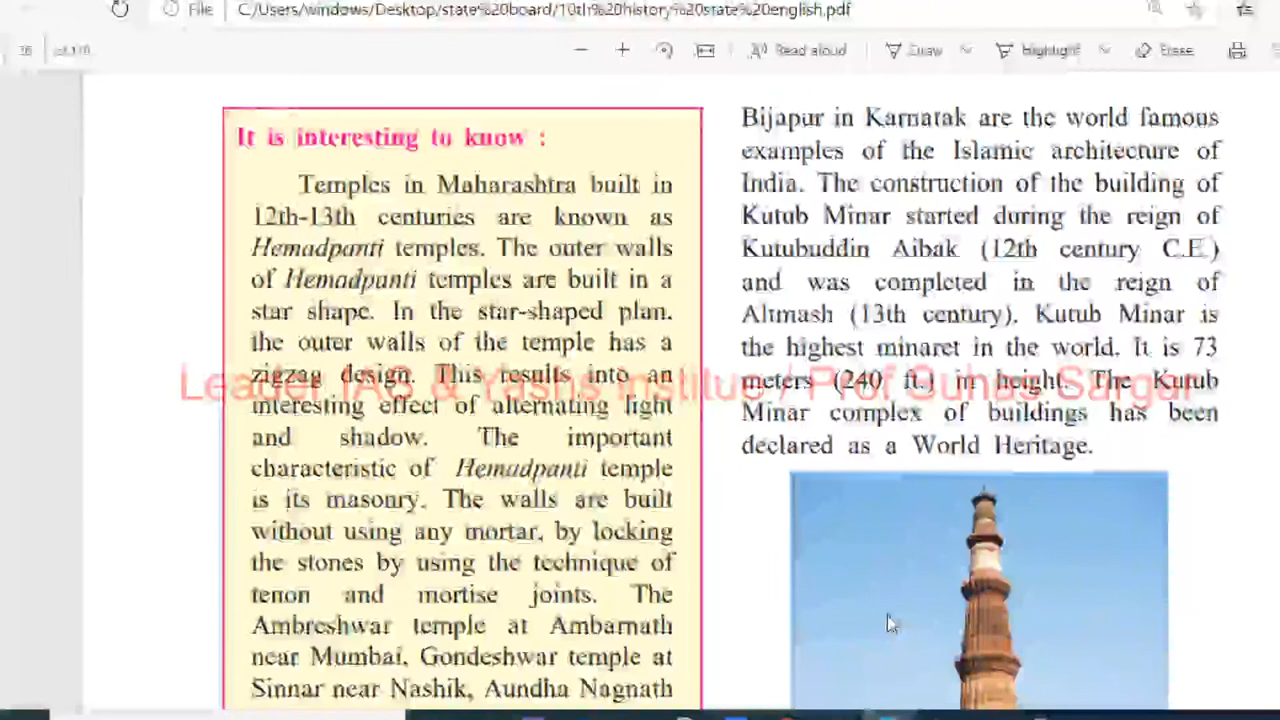 File C:/Users/windows/Desktop/state%20board/10th%20history%20state%20english.pdf
Read aloud Draw Highlight Erase
It is interesting to know :
Temples in Maharashtra built in
12th-13th centuries are known as
Hemadpanti temples. The outer walls
of Hemadpanti temples are built in a
star shape. In the star-shaped plan,
the outer walls of the temple has a
zigzag design. This results into an
interesting effect of alternating light
and shadow. The important
characteristic of Hemadpanti temple
is its masonry. The walls are built
without using any mortar, by locking
the stones by using the technique of
tenon and mortise joints. The
Ambreshwar temple at Ambarnath
near Mumbai, Gondeshwar temple at
Sinnar near Nashik, Aundha Nagnath
Bijapur in Karnatak are the world famous
examples of the Islamic architecture of
India. The construction of the building of
Kutub Minar started during the reign of
Kutubuddin Aibak (12th century C.E.)
and was completed in the reign of
Altmash (13th century). Kutub Minar is
the highest minaret in the world. It is 73
meters (240 ft.) in height. The Kutub
Minar complex of buildings has been
declared as a World Heritage.
Leader IAS & Yashs Institue / Prof Suhas Sargar